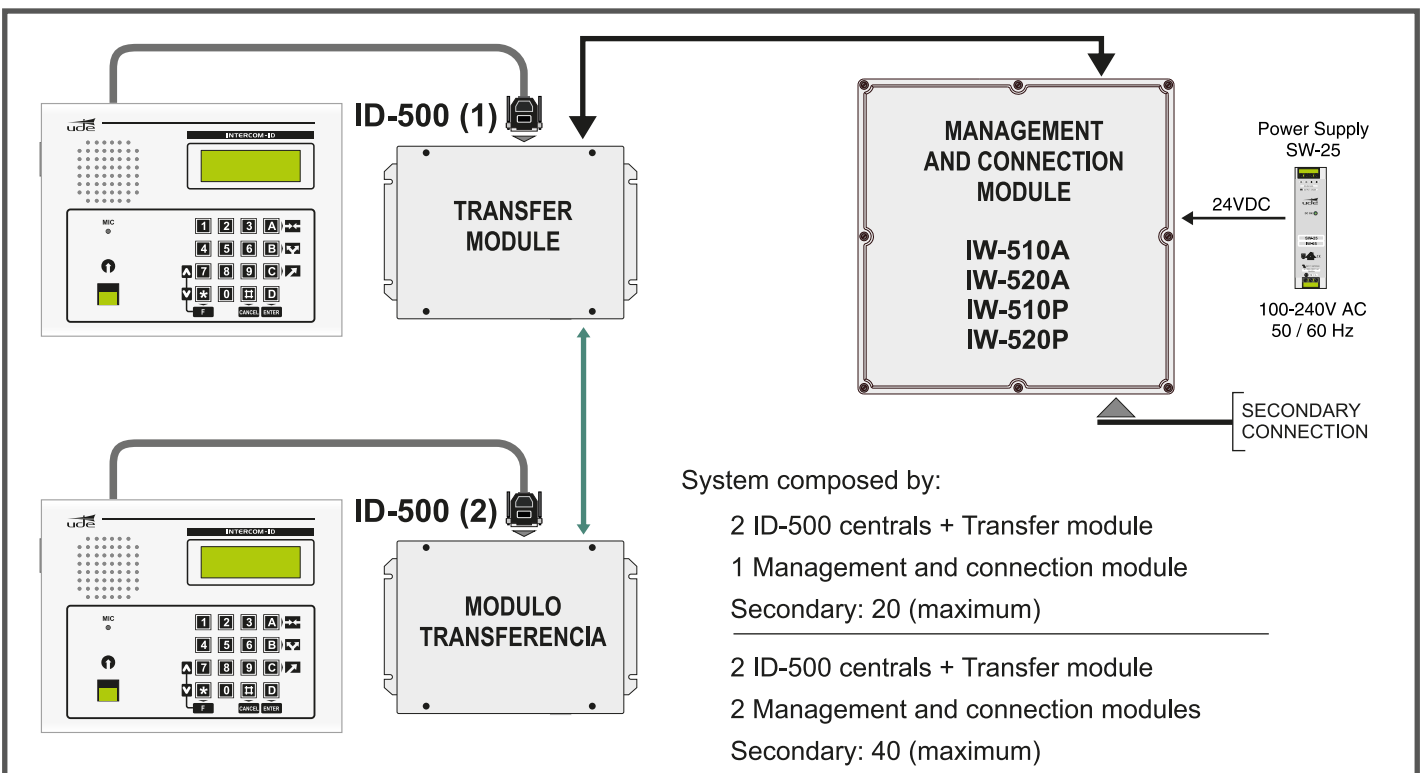 ude
INTERCOM-ID
MIC
1 2 3 A
4 5 6 B
7 8 9 C
* 0 # D
F CANCEL ENTER
ID-500 (1)
TRANSFER
MODULE
MANAGEMENT
AND CONNECTION
MODULE
IW-510A
IW-520A
IW-510P
IW-520P
24VDC
Power Supply
SW-25
ude
100-240V AC
50 / 60 Hz
SECONDARY
CONNECTION
ude
INTERCOM-ID
MIC
1 2 3 A
4 5 6 B
7 8 9 C
* 0 # D
F CANCEL ENTER
ID-500 (2)
MODULO
TRANSFERENCIA
System composed by:
2 ID-500 centrals + Transfer module
1 Management and connection module
Secondary: 20 (maximum)
2 ID-500 centrals + Transfer module
2 Management and connection modules
Secondary: 40 (maximum)